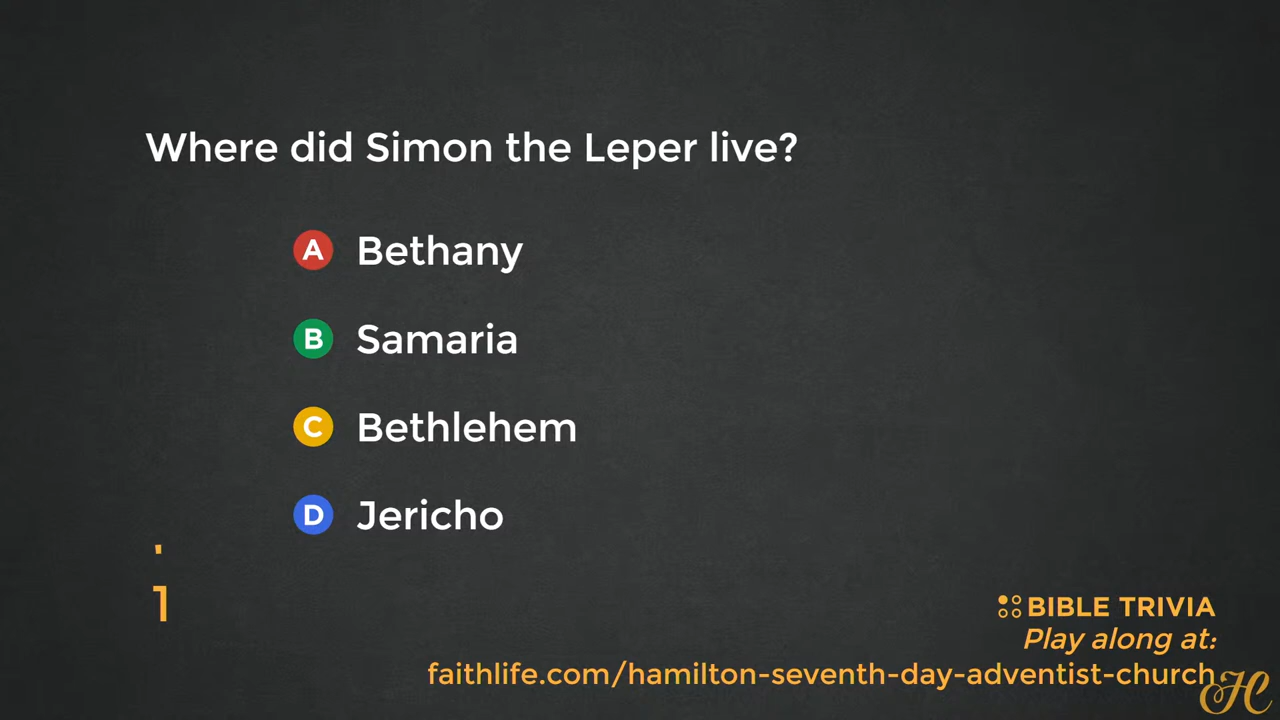 Where did Simon the Leper live?
A Bethany
B Samaria
C Bethlehem
D Jericho
1
BIBLE TRIVIA
Play along at:
faithlife.com/hamilton-seventh-day-adventist-church
HC